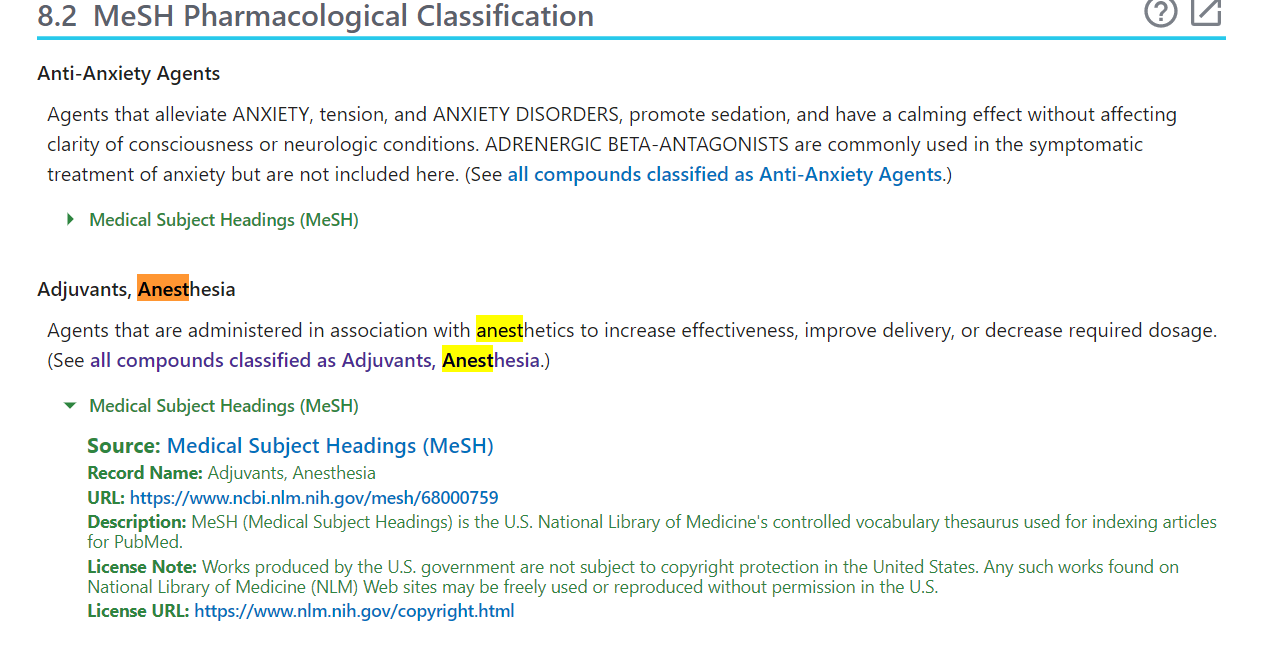 8.2 MeSH Pharmacological Classification
Anti-Anxiety Agents
Agents that alleviate ANXIETY, tension, and ANXIETY DISORDERS, promote sedation, and have a calming effect without affecting
clarity of consciousness or neurologic conditions. ADRENERGIC BETA-ANTAGONISTS are commonly used in the symptomatic
treatment of anxiety but are not included here. (See all compounds classified as Anti-Anxiety Agents.)
Medical Subject Headings (MeSH)
Adjuvants, Anesthesia
Agents that are administered in association with anesthetics to increase effectiveness, improve delivery, or decrease required dosage.
(See all compounds classified as Adjuvants, Anesthesia.)
Medical Subject Headings (MeSH)
Source: Medical Subject Headings (MeSH)
Record Name: Adjuvants, Anesthesia
URL: https://www.ncbi.nlm.nih.gov/mesh/68000759
Description: MeSH (Medical Subject Headings) is the U.S. National Library of Medicine's controlled vocabulary thesaurus used for indexing articles
for PubMed.
License Note: Works produced by the U.S. government are not subject to copyright protection in the United States. Any such works found on
National Library of Medicine (NLM) Web sites may be freely used or reproduced without permission in the U.S.
License URL: https://www.nlm.nih.gov/copyright.html